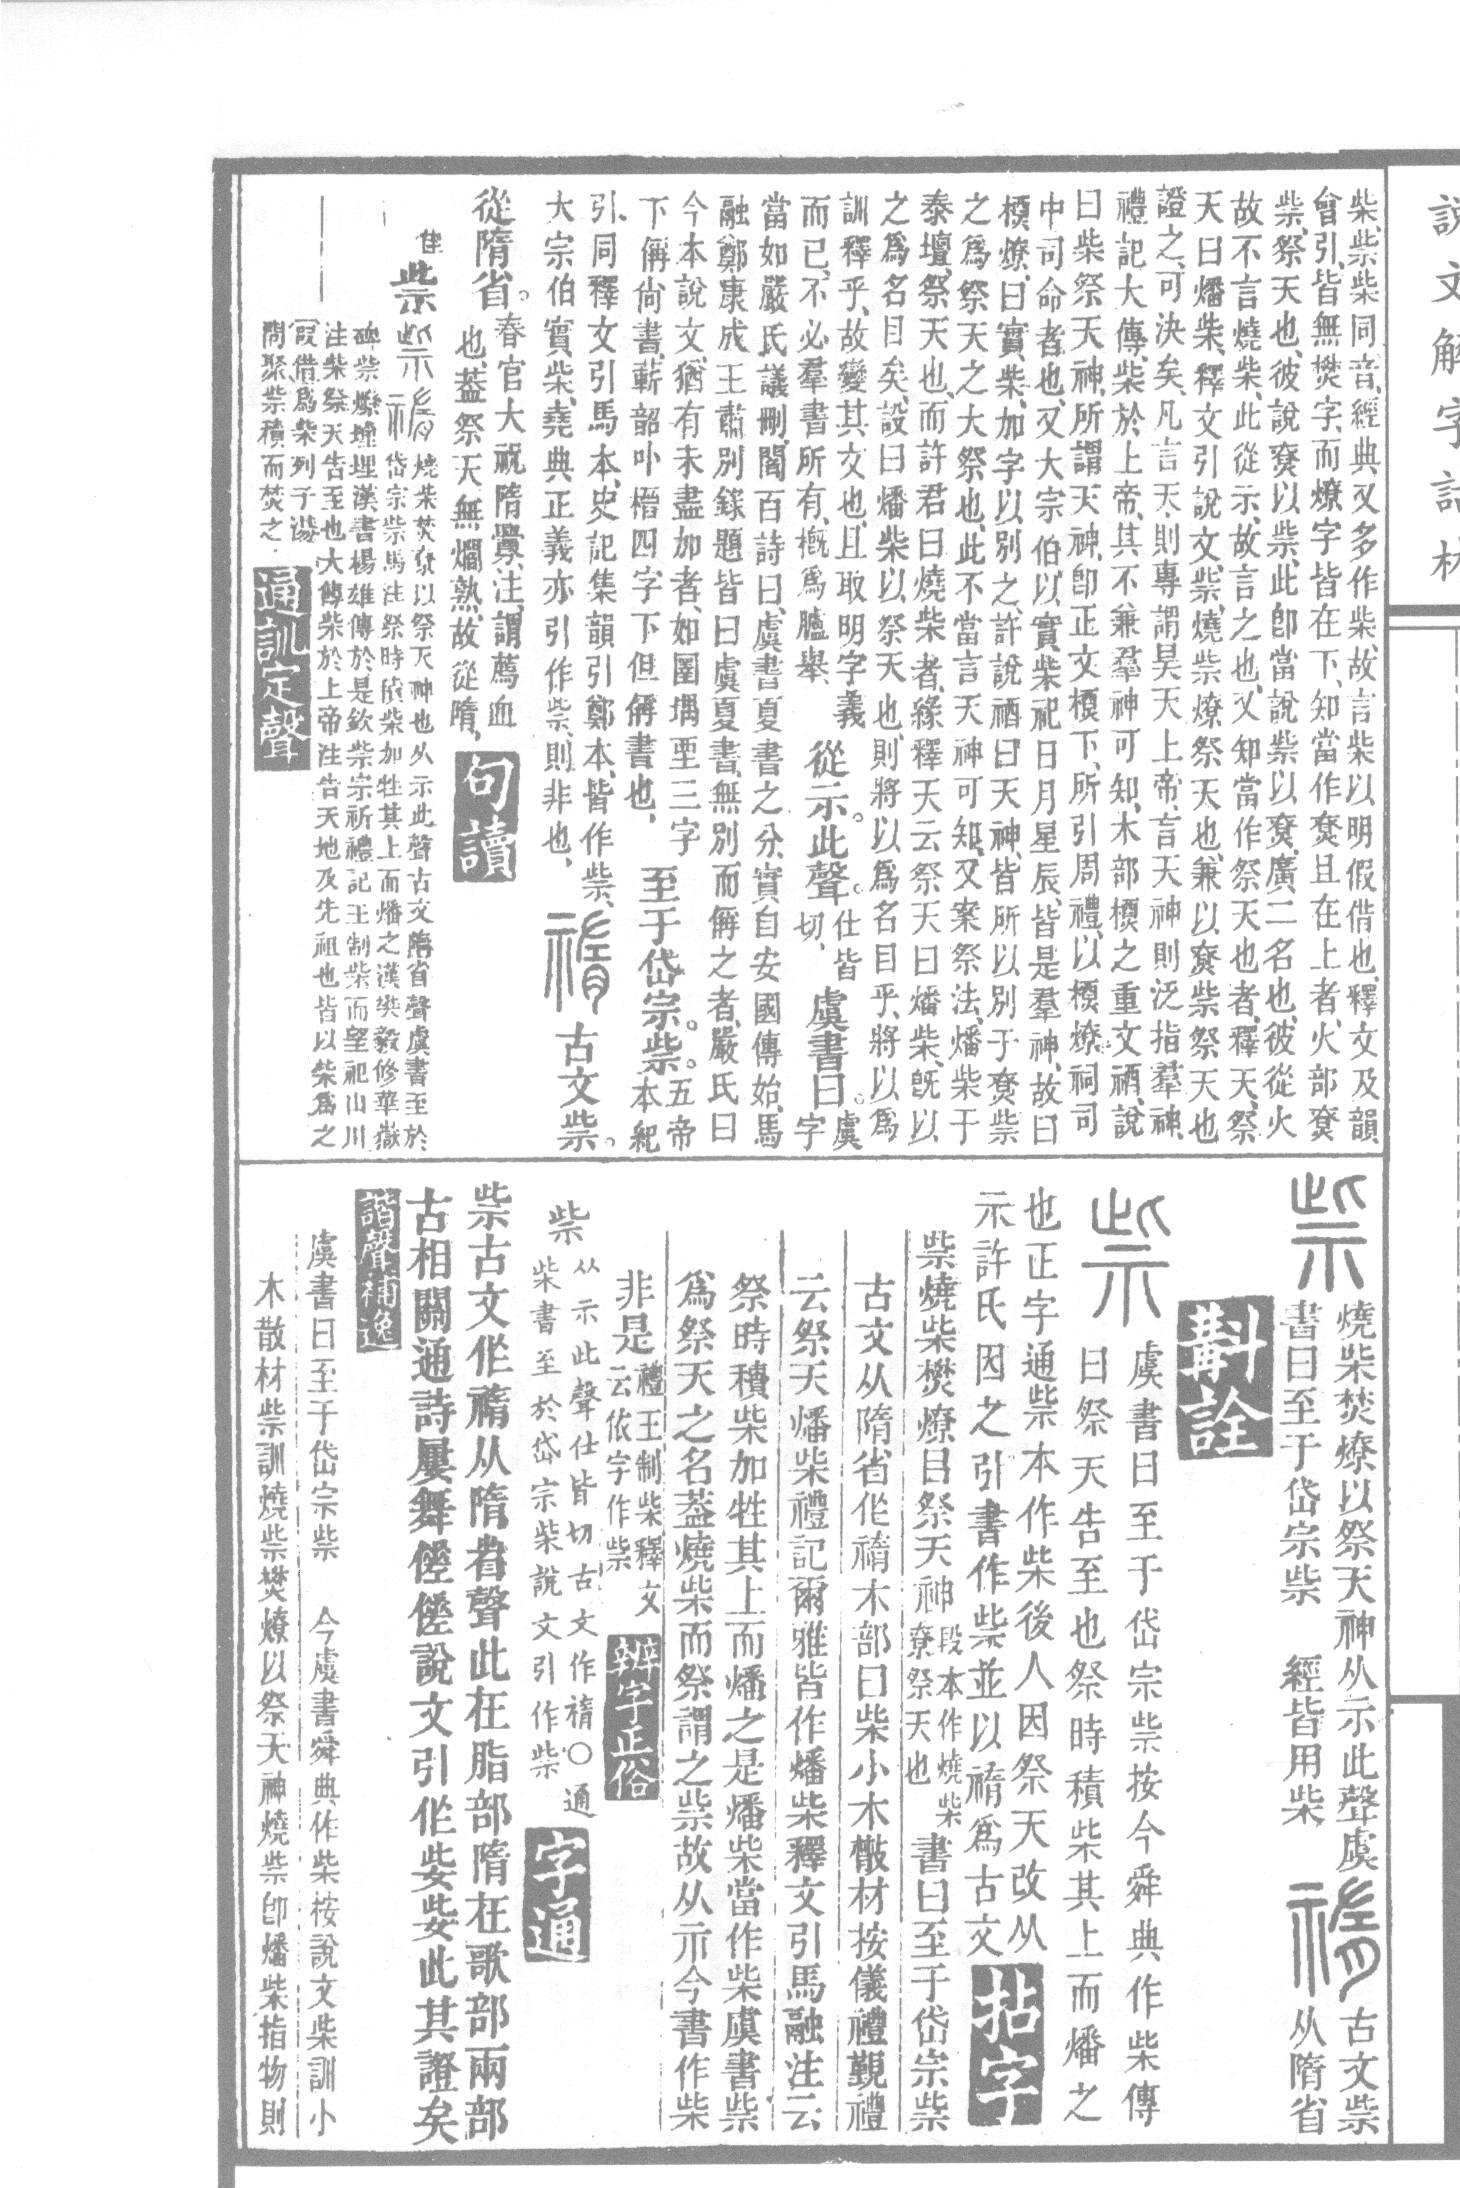 說文解字詁林
柴、柴柴同音、經典又多作柴、故言柴以明假借也、釋文及韻
會引、皆無焚字、而燎字皆在下、知當作尞且在上者、火部尞
柴、祭天也、彼說尞以柴、此卽當說祡以尞、廣二名也、彼從火
故不言燒柴、此從示、故言之也、又知當作祭天也者、釋天、祭
天曰燔柴、釋文引說文、祡、燒祡燎祭天也、兼以尞祡祭天也
證之、可決矣、凡言天、則專謂昊天上帝、言天神則泛指羣神、
禮記大傳、柴於上帝、其不兼羣神可知、木部槱之重文䄏、說
曰柴祭天神、所謂天神、卽正文槱下、所引周禮、以槱燎祠司
中司命者也、又大宗伯以實柴祀日月星辰、皆是羣神、故曰
槱燎、曰實柴、加字以別之、許說䄏曰天神、皆所以別于尞祡
之爲祭天之大祭也、此不當言天神可知、又案祭法、燔柴于
泰壇、祭天也、而許君曰燒柴者、緣釋天云祭天曰燔柴、旣以
之爲名目矣、設曰燔柴以祭天也、則將以爲名目乎、將以爲
訓釋乎、故變其文也、且取明字義
而已、不必羣書所有、概爲臚舉、
從示。此聲。仕皆切、
虞書曰。虞字
當如嚴氏議刪、閻百詩曰、虞書夏書之分、實自安國傳始、馬
融鄭康成王肅別錄題皆曰虞夏書、無別而偁之者、嚴氏曰
今本說文、猶有未盡加者、如圛堣垔三字
下偁尙書、蘄韶卟㮨四字下但偁書也、
至于岱宗。祡。五帝本紀
引同、釋文引馬本、史記集韻引鄭本、皆作祡、
大宗伯實柴、堯典正義亦引作祡、則非也、
古文祡。
從隋省。春官大祝隋釁、注、謂薦血
也、蓋祭天無爓熟、故從隋、
句讀
祡 燒柴焚尞以祭天神也从示此聲古文隋省聲虞書至於
岱宗祡馬注祭時積柴加牲其上而燔之漢樊毅修華嶽
碑祡燎堙埋漢書楊雄傳於是欽祡宗祈禮記王制柴而望祀山川
注柴祭天告至也大傳柴於上帝注告天地及先祖也皆以柴爲之
〔叚借〕爲柴列子湯
問聚祡積而焚之
通訓定聲
燒柴焚燎以祭天神从示此聲虞
書曰至于岱宗祡 經皆用柴
古文祡
从隋省
斠詮
虞書曰至于岱宗祡按今舜典作柴傳
曰祭天告至也祭時積柴其上而燔之
也正字通祡本作柴後人因祭天改从
示許氏因之引書作祡並以䄌爲古文
拈字
祡燒柴樊燎㠯祭天神段本作燒柴尞祭天也書曰至于岱宗祡
古文从隋省作䄌木部曰柴小木散材按儀禮覲禮
云祭天燔柴禮記爾雅皆作燔柴釋文引馬融注云
祭時積柴加牲其上而燔之是燔柴當作柴虞書祡
爲祭天之名蓋燒柴而祭謂之祡故从示今書作柴
非是禮王制柴釋文云依字作祡
辨字正俗
祡从示此聲仕皆切古文作䄌〇通
柴書至於岱宗柴說文引作祡
字通
祡古文作䄌从隋省聲此在脂部隋在歌部兩部
古相關通詩屢舞傞傞說文引作姕姕此其證矣
諧聲補逸
虞書曰至于岱宗祡 今虞書舜典作柴按說文柴訓小
木散材祡訓燒祡樊燎以祭天神燒祡卽燔柴指物則